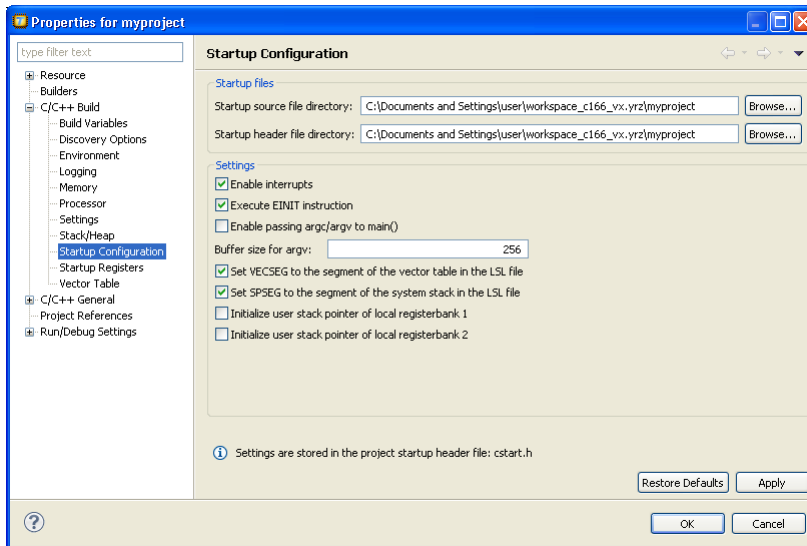 Properties for myproject
type filter text
Resource
Builders
C/C++ Build
Build Variables
Discovery Options
Environment
Logging
Memory
Processor
Settings
Stack/Heap
Startup Configuration
Startup Registers
Vector Table
C/C++ General
Project References
Run/Debug Settings
Startup Configuration
Startup files
Startup source file directory: C:\Documents and Settings\user\workspace_c166_vx.yrz\myproject Browse...
Startup header file directory: C:\Documents and Settings\user\workspace_c166_vx.yrz\myproject Browse...
Settings
Enable interrupts
Execute EINIT instruction
Enable passing argc/argv to main()
Buffer size for argv: 256
Set VECSEG to the segment of the vector table in the LSL file
Set SPSEG to the segment of the system stack in the LSL file
Initialize user stack pointer of local registerbank 1
Initialize user stack pointer of local registerbank 2
Settings are stored in the project startup header file: cstart.h
Restore Defaults Apply
OK Cancel